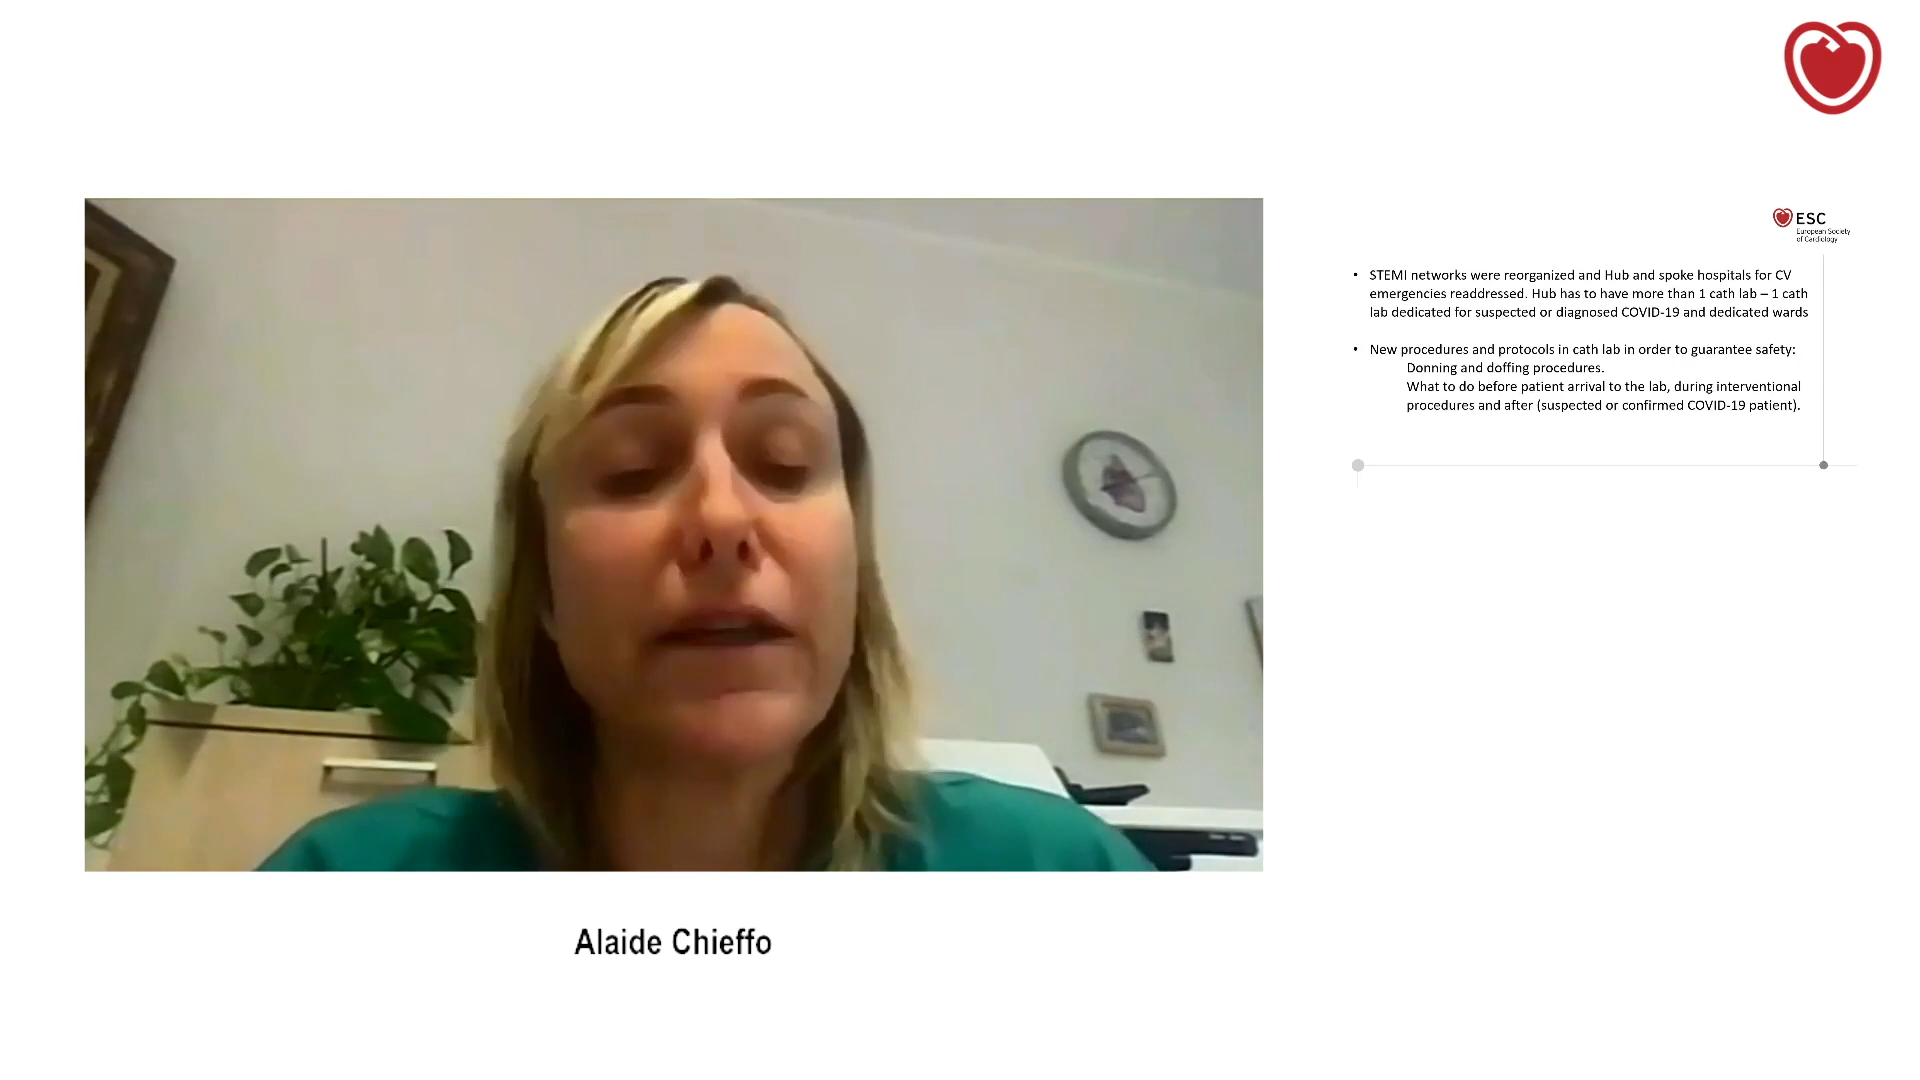 ESC
European Society
of Cardiology
• STEMI networks were reorganized and Hub and spoke hospitals for CV
emergencies readdressed. Hub has to have more than 1 cath lab – 1 cath
lab dedicated for suspected or diagnosed COVID-19 and dedicated wards
• New procedures and protocols in cath lab in order to guarantee safety:
Donning and doffing procedures.
What to do before patient arrival to the lab, during interventional
procedures and after (suspected or confirmed COVID-19 patient).
Alaide Chieffo